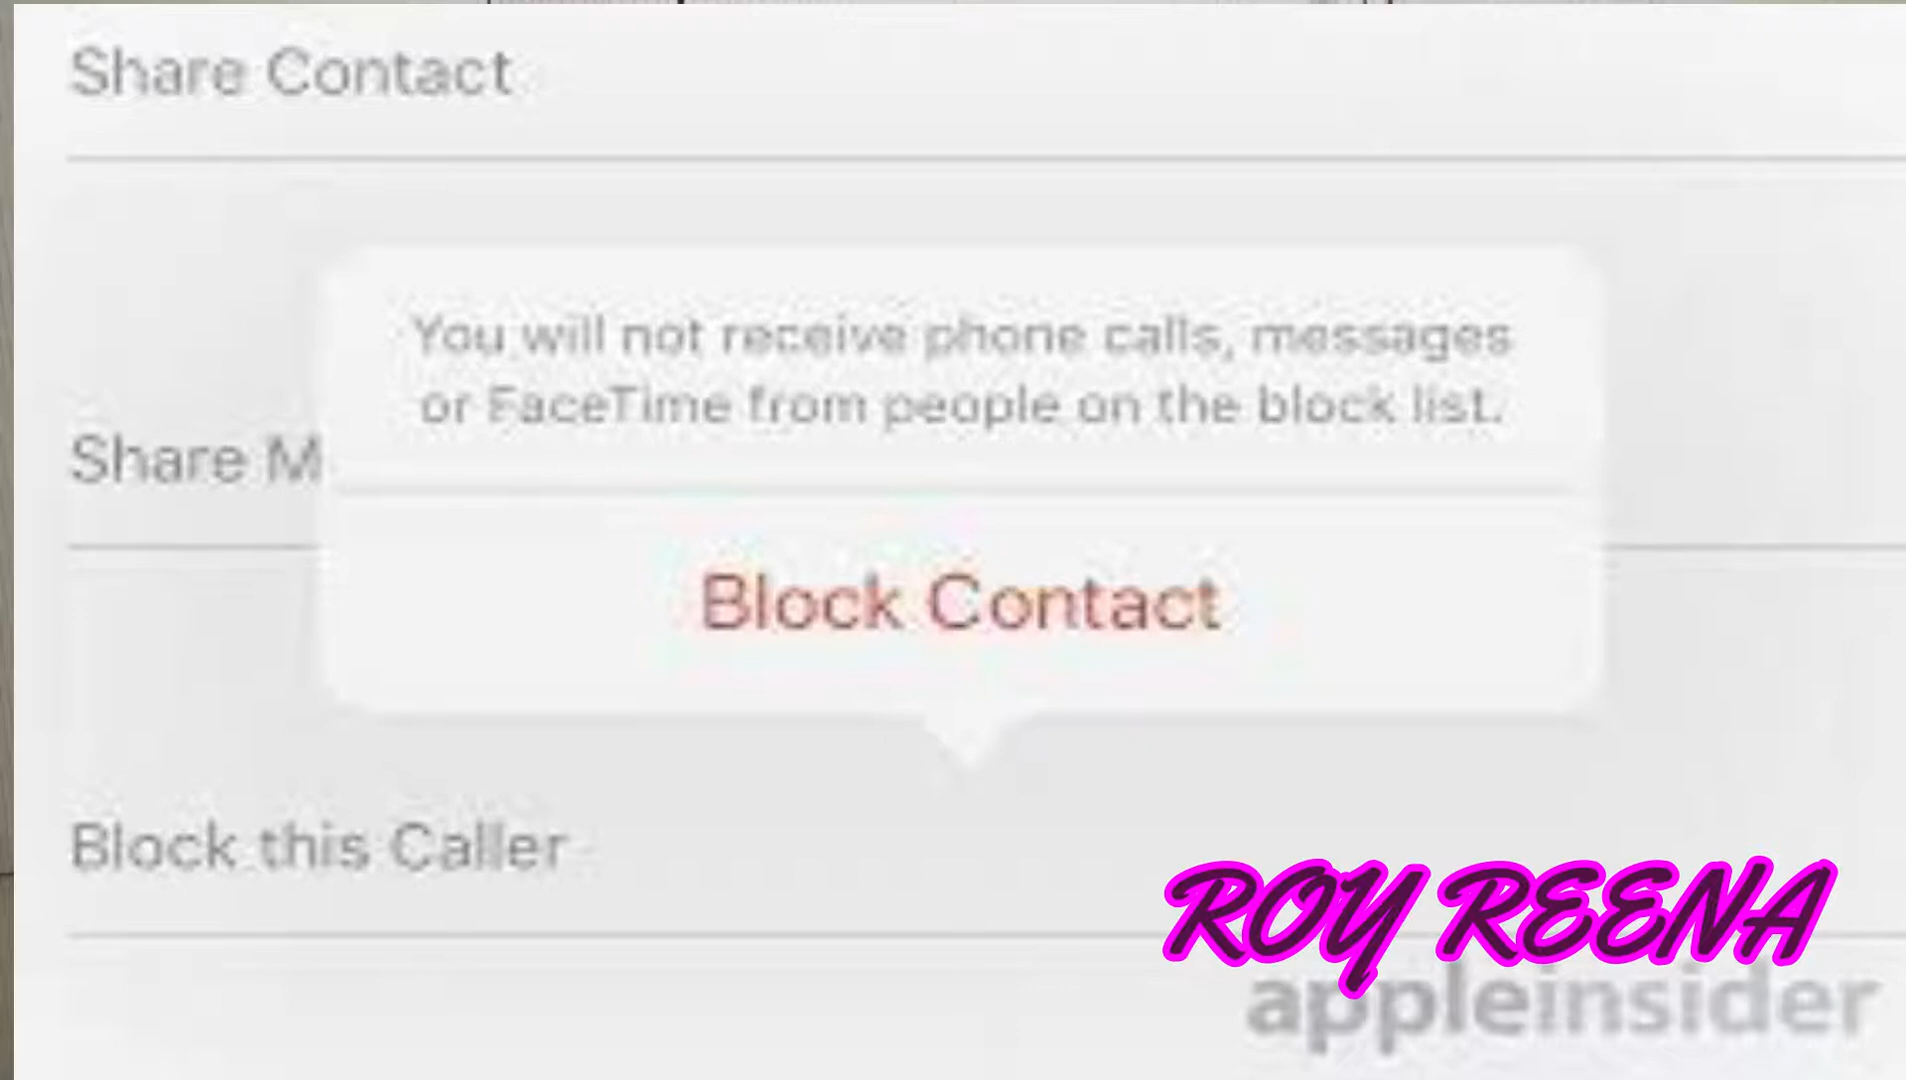 Share Contact
You will not receive phone calls, messages
or FaceTime from people on the block list.
Share M
Block Contact
Block this Caller
ROY REENA
appleinsider